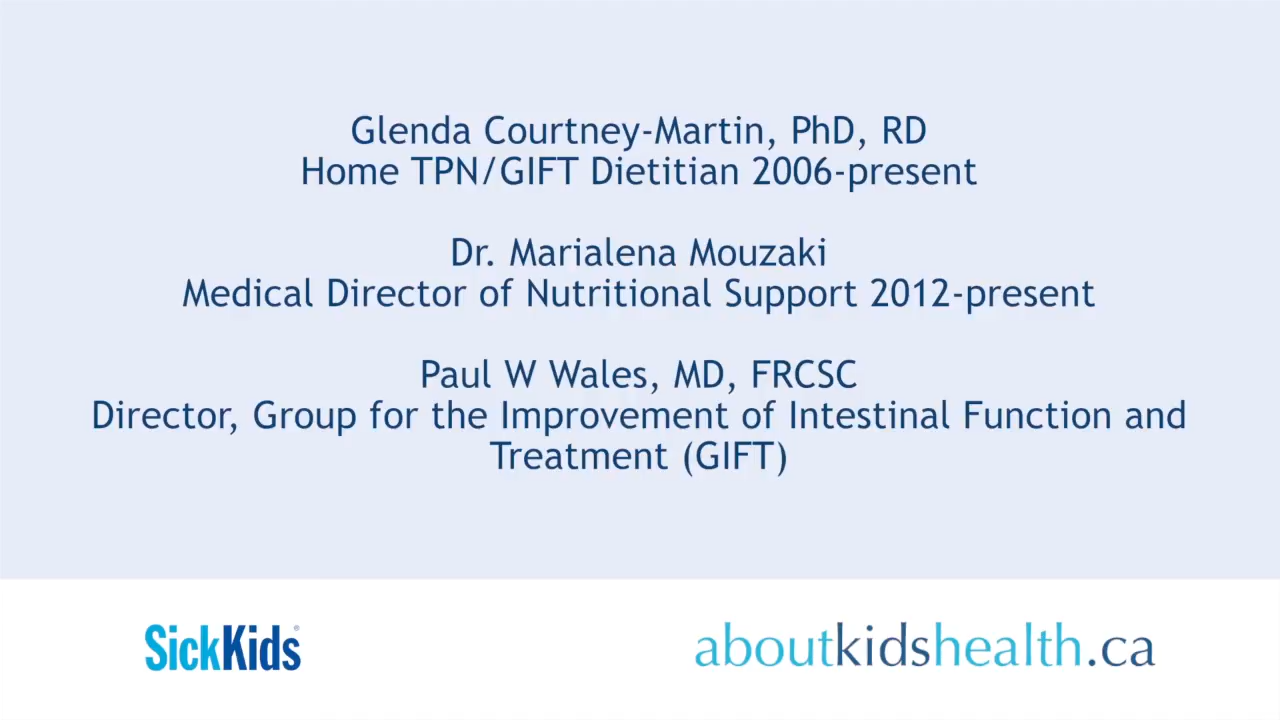 Glenda Courtney-Martin, PhD, RD
Home TPN/GIFT Dietitian 2006-present
Dr. Marialena Mouzaki
Medical Director of Nutritional Support 2012-present
Paul W Wales, MD, FRCSC
Director, Group for the Improvement of Intestinal Function and
Treatment (GIFT)
SickKids®
aboutkidshealth.ca